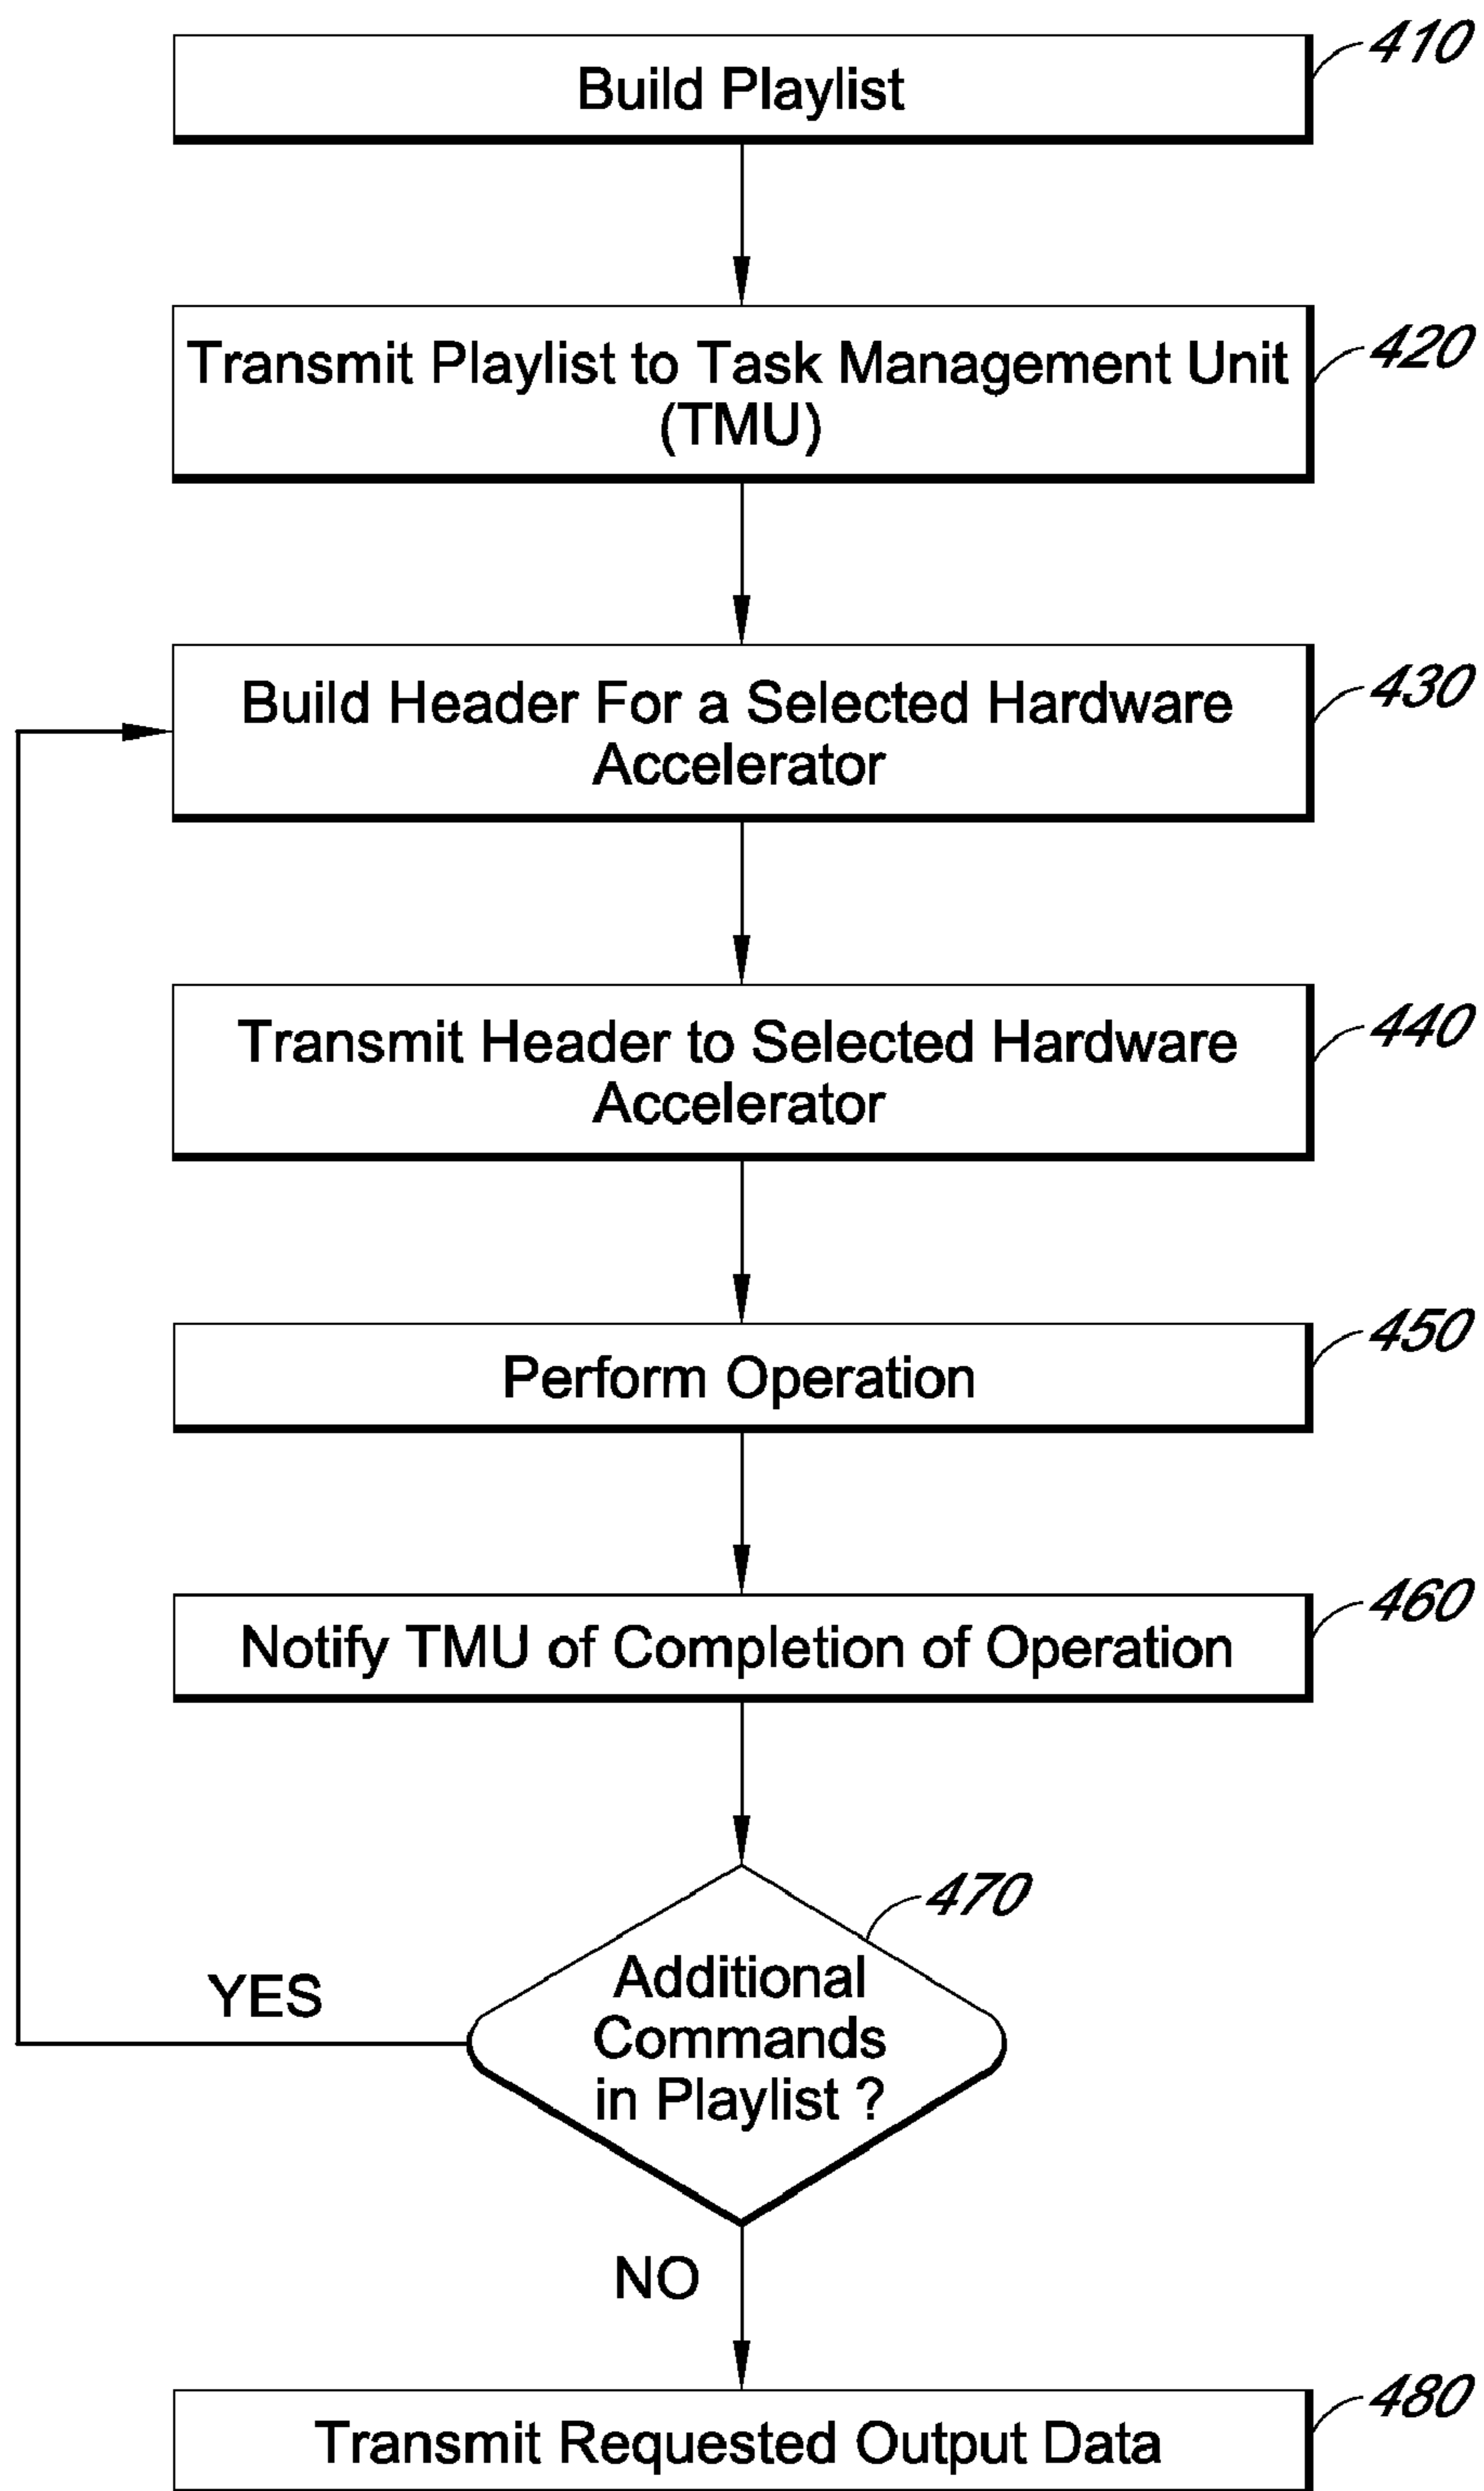 410
Build Playlist
420
Transmit Playlist to Task Management Unit
(TMU)
430
Build Header For a Selected Hardware
Accelerator
440
Transmit Header to Selected Hardware
Accelerator
450
Perform Operation
460
Notify TMU of Completion of Operation
470
Additional
Commands
in Playlist ?
YES
NO
480
Transmit Requested Output Data